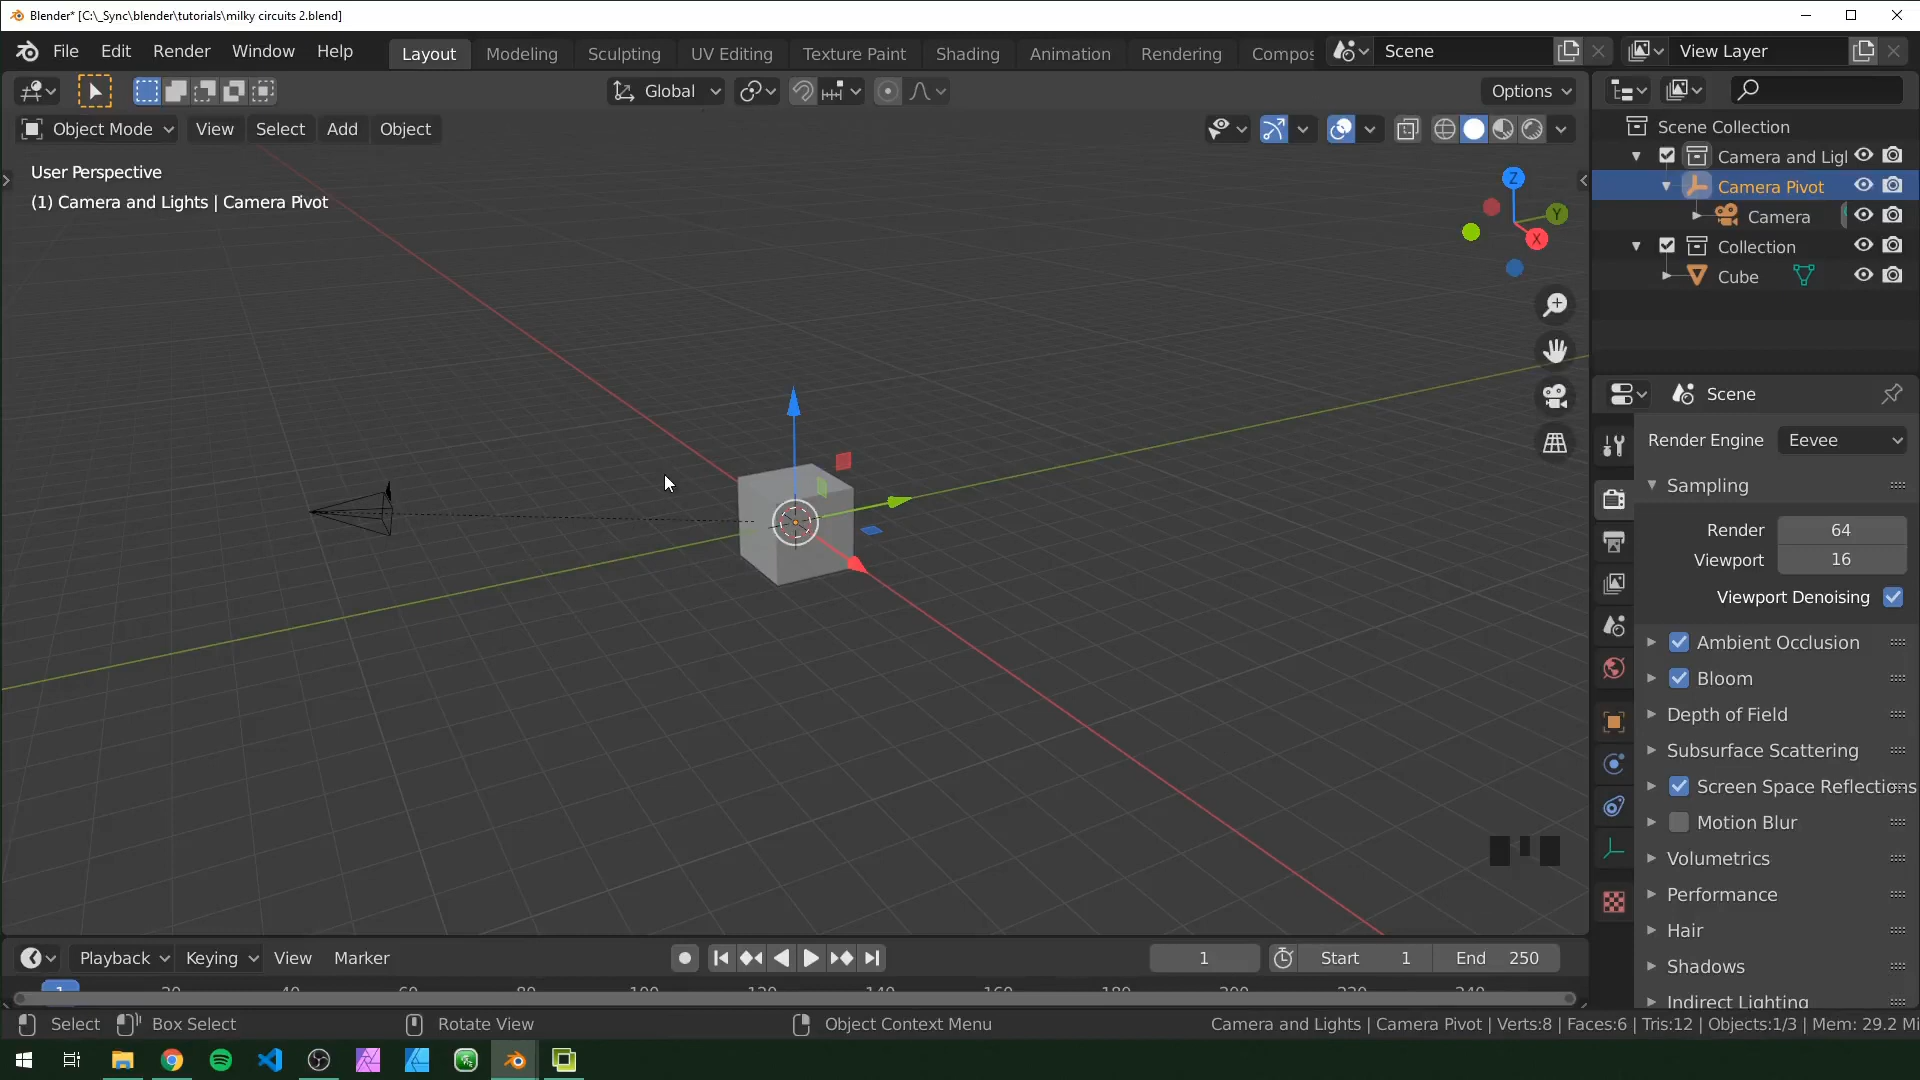 Blender* [C:\_Sync\blender\tutorials\milky circuits 2.blend]
File Edit Render Window Help Layout Modeling Sculpting UV Editing Texture Paint Shading Animation Rendering Compos Scene View Layer
Global Options
Object Mode View Select Add Object
User Perspective
(1) Camera and Lights | Camera Pivot
Z
Y
X
Scene Collection
Camera and Ligl
Camera Pivot
Camera
Collection
Cube
Scene
Render Engine Eevee
Sampling
Render 64
Viewport 16
Viewport Denoising
Ambient Occlusion
Bloom
Depth of Field
Subsurface Scattering
Screen Space Reflections
Motion Blur
Volumetrics
Performance
Hair
Shadows
Indirect Lighting
Playback Keying View Marker 1 Start 1 End 250
1 20 40 60 80 100 120 140 160 180 200 220 240
Select Box Select Rotate View Object Context Menu Camera and Lights | Camera Pivot | Verts:8 | Faces:6 | Tris:12 | Objects:1/3 | Mem: 29.2 Mi